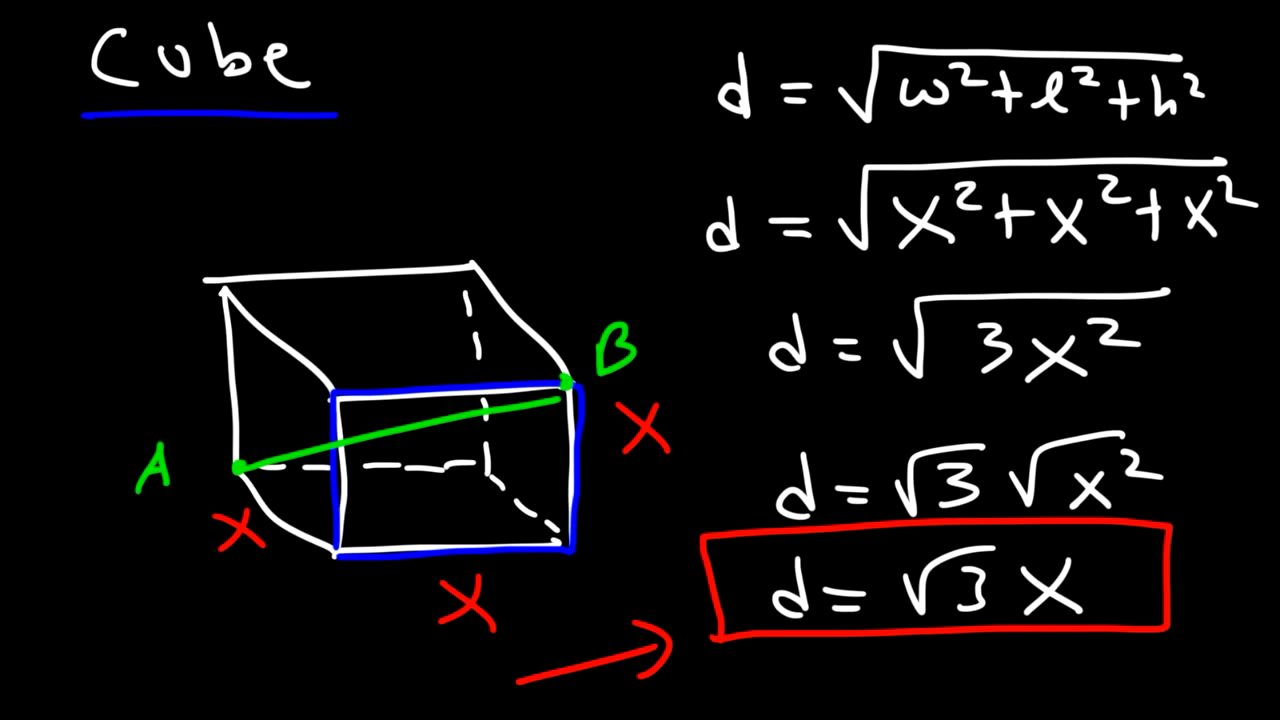 Cube
d = √(w²+l²+h²)
d = √(x²+x²+x²)
d = √(3x²)
d = √3 √(x²)
d = √3 x
B
x
A
x
x